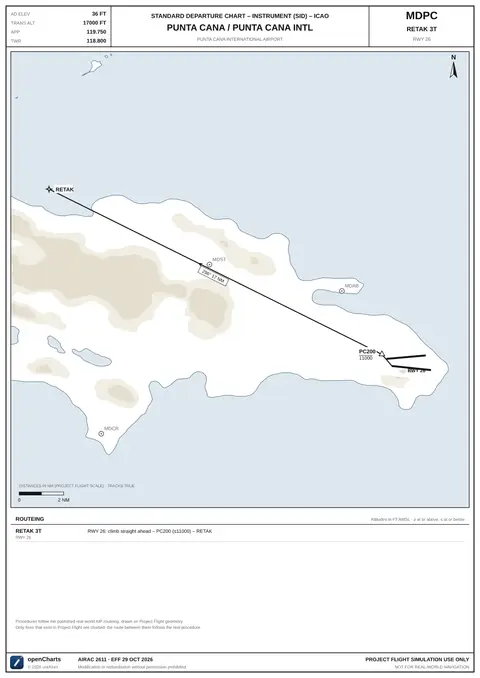 AD ELEV 36 FT
TRANS ALT 17000 FT
APP 119.750
TWR 118.800
STANDARD DEPARTURE CHART – INSTRUMENT (SID) – ICAO
PUNTA CANA / PUNTA CANA INTL
PUNTA CANA INTERNATIONAL AIRPORT
MDPC
RETAK 3T
RWY 26
N
RETAK
MDST
17 NM
MDAB
PC200
11000
RWY 26
MDCR
DISTANCES IN NM (PROJECT FLIGHT SCALE) · TRACKS TRUE
0 2 NM
ROUTEING
Altitudes in FT AMSL · ≥ at or above, ≤ at or below
RETAK 3T RWY 26: climb straight ahead – PC200 (≤11000) – RETAK
RWY 26
Procedures follow the published real-world AIP routeing, drawn on Project Flight geometry.
Only fixes that exist in Project Flight are charted; the route between them follows the real procedure.
openCharts
AIRAC 2611 · EFF 29 OCT 2026
Modification or redistribution without permission prohibited
PROJECT FLIGHT SIMULATION USE ONLY
NOT FOR REAL-WORLD NAVIGATION